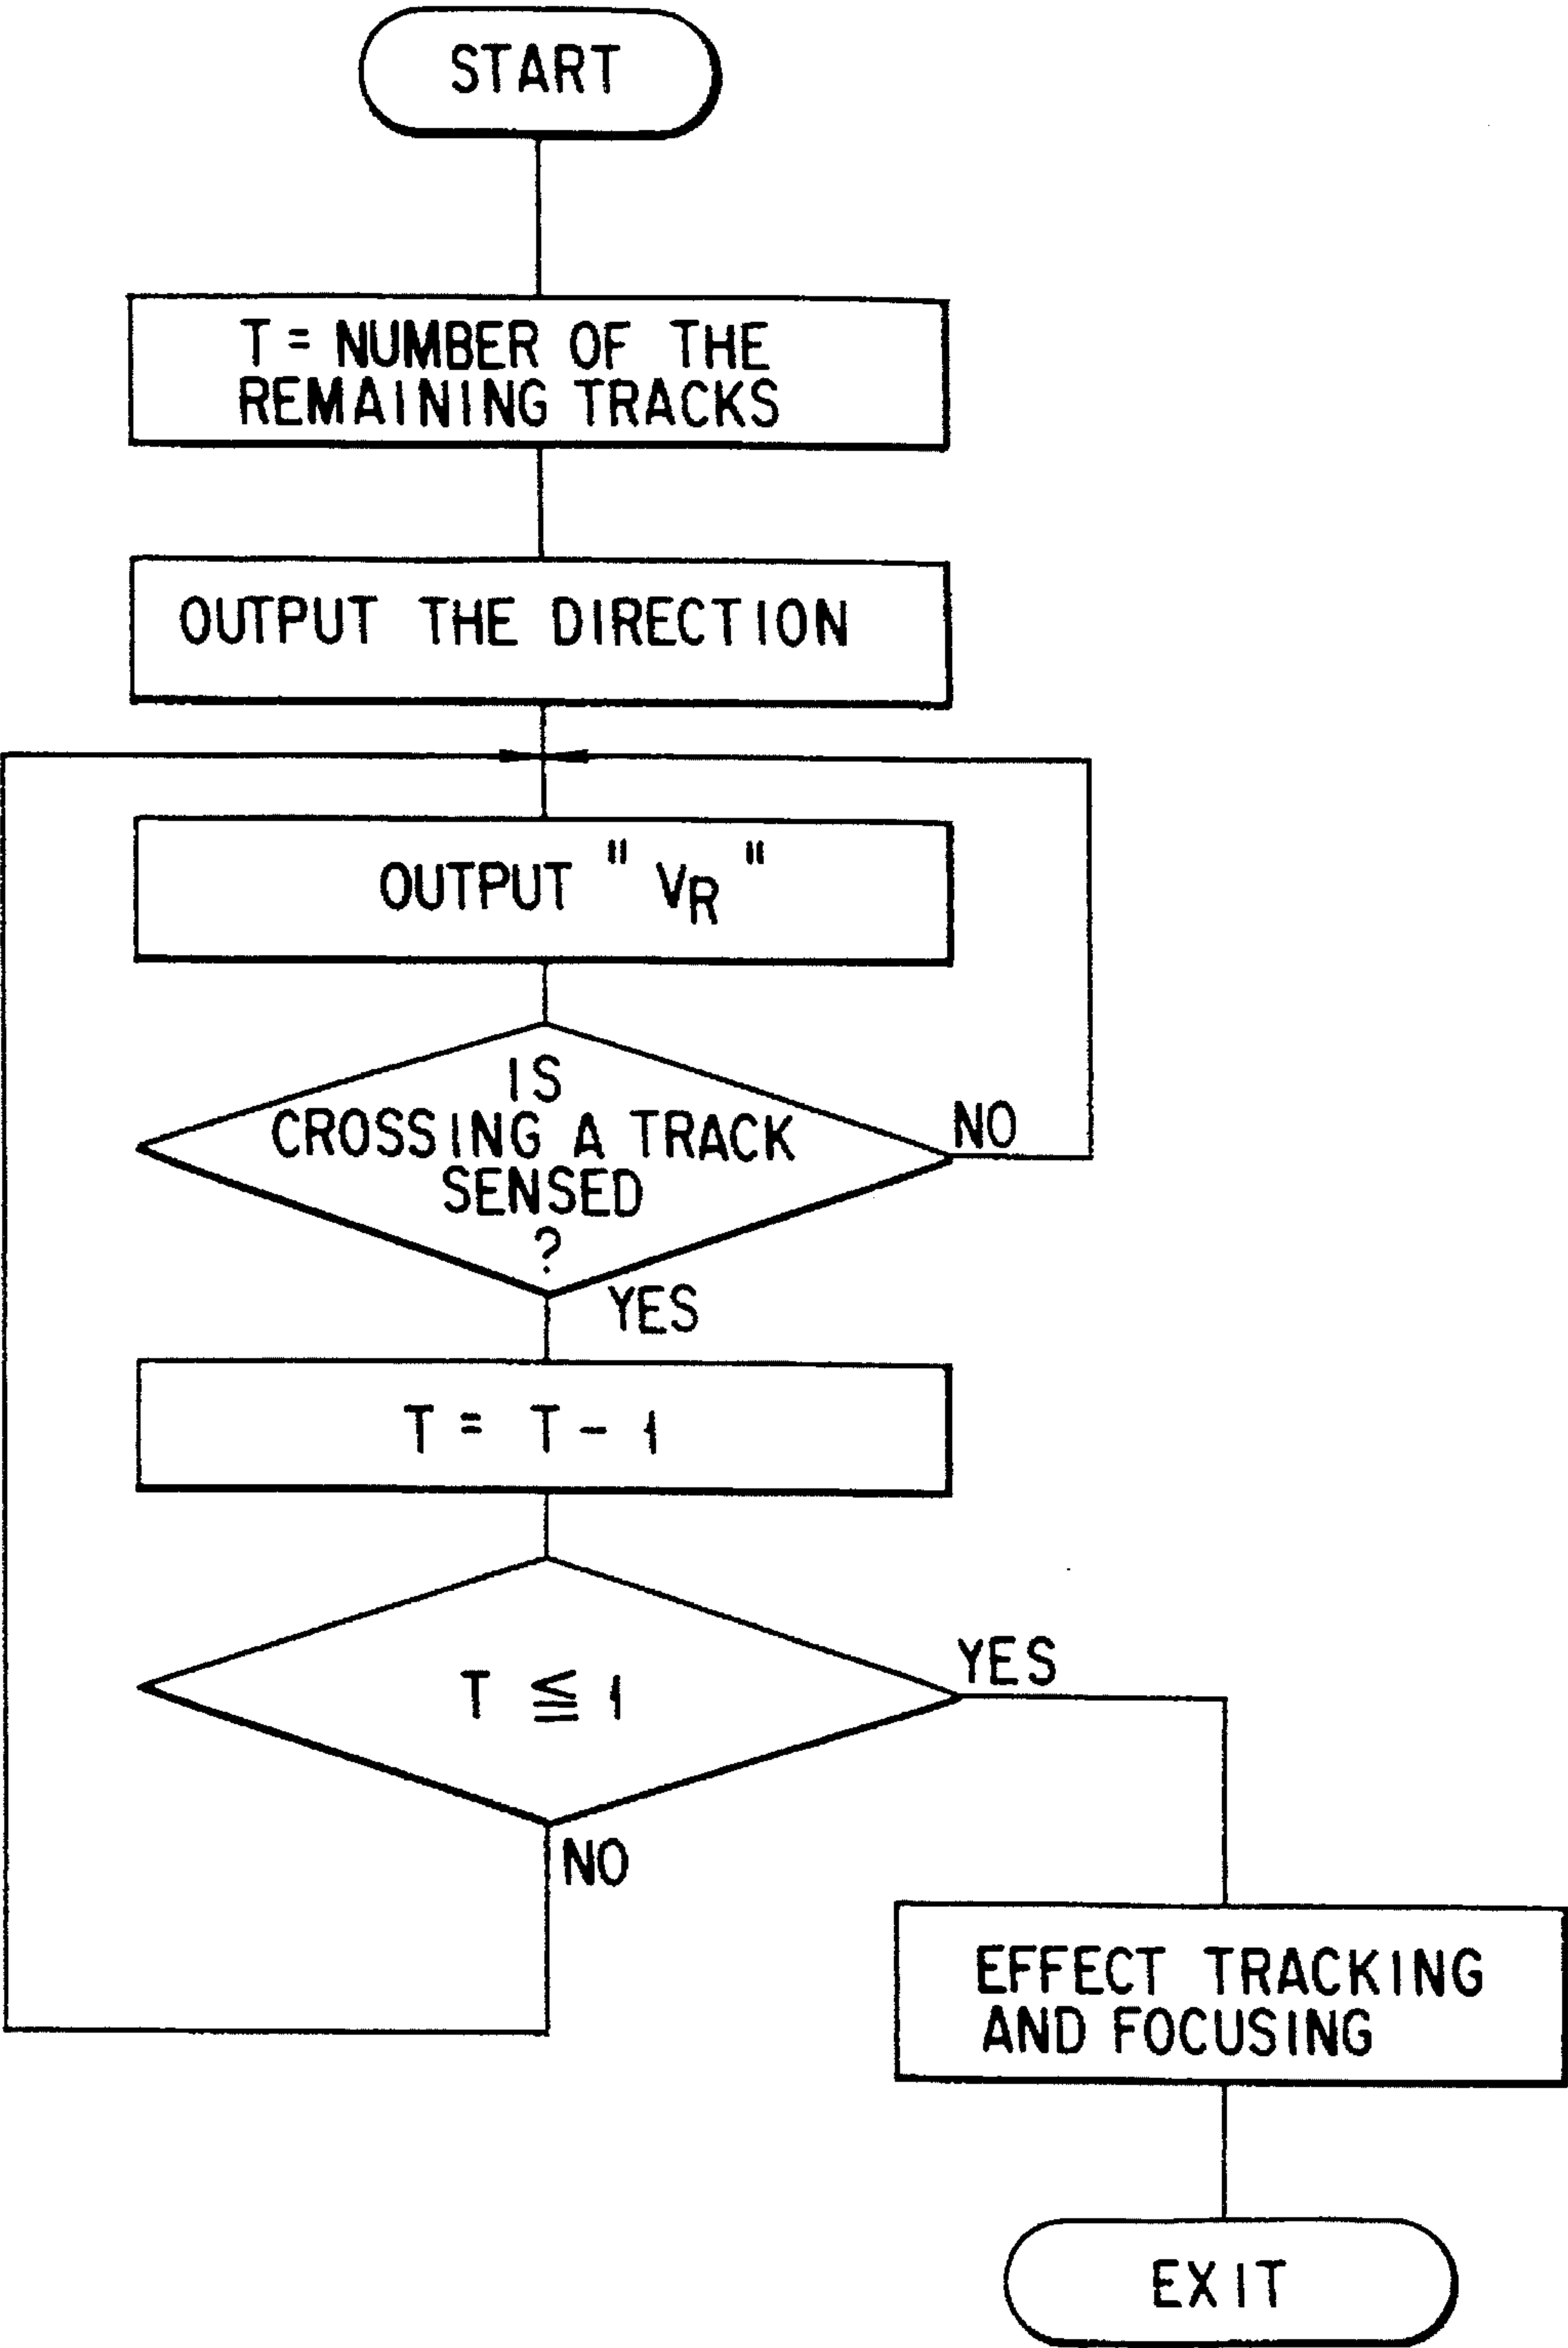 START
T = NUMBER OF THE
REMAINING TRACKS
OUTPUT THE DIRECTION
OUTPUT " VR "
IS
CROSSING A TRACK
SENSED
?
NO
YES
T = T - 1
T ≦ 1
YES
NO
EFFECT TRACKING
AND FOCUSING
EXIT